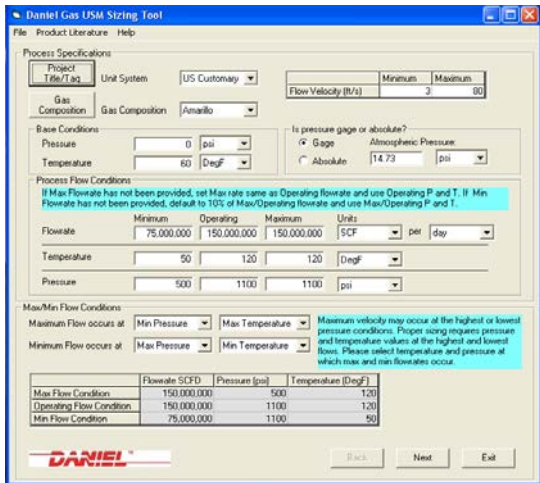 Daniel Gas USM Sizing Tool
File Product Literature Help
Process Specifications
Project Title/Tag Unit System US Customary
Minimum Maximum
Flow Velocity (ft/s) 3 80
Gas Composition Gas Composition Amarillo
Base Conditions
Pressure 0 psi
Temperature 60 DegF
Is pressure gage or absolute?
Gage Atmospheric Pressure:
Absolute 14.73 psi
Process Flow Conditions
If Max Flowrate has not been provided, set Max rate same as Operating flowrate and use Operating P and T. If Min
Flowrate has not been provided, default to 10% of Max/Operating flowrate and use Max/Operating P and T.
Minimum Operating Maximum Units
Flowrate 75,000,000 150,000,000 150,000,000 SCF per day
Temperature 50 120 120 DegF
Pressure 500 1100 1100 psi
Max/Min Flow Conditions
Maximum Flow occurs at Min Pressure Max Temperature
Minimum Flow occurs at Max Pressure Min Temperature
Maximum velocity may occur at the highest or lowest
pressure conditions. Proper sizing requires pressure
and temperature values at the highest and lowest
flows. Please select temperature and pressure at
which max and min flowrates occur.
Flowrate SCFD Pressure (psi) Temperature (DegF)
Max Flow Condition 150,000,000 500 120
Operating Flow Condition 150,000,000 1100 120
Min Flow Condition 75,000,000 1100 50
DANIEL
Back Next Exit